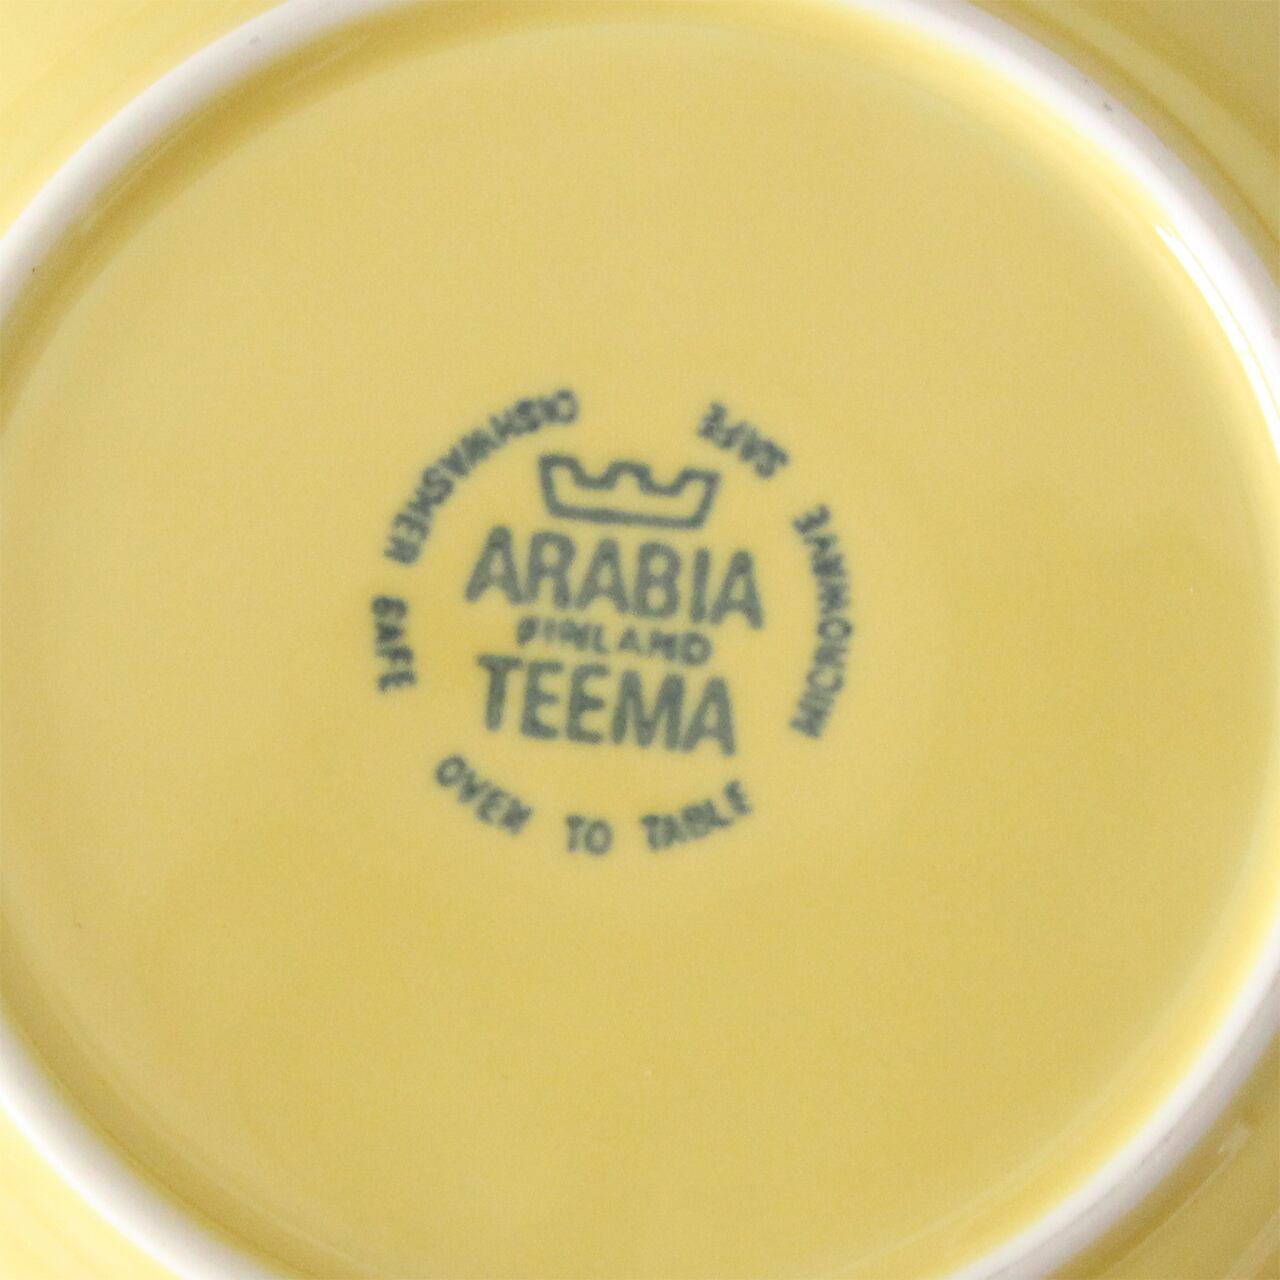 ARABIA
FINLAND
TEEMA
OVEN TO TABLE
MICROWAVE SAFE
DISHWASHER SAFE